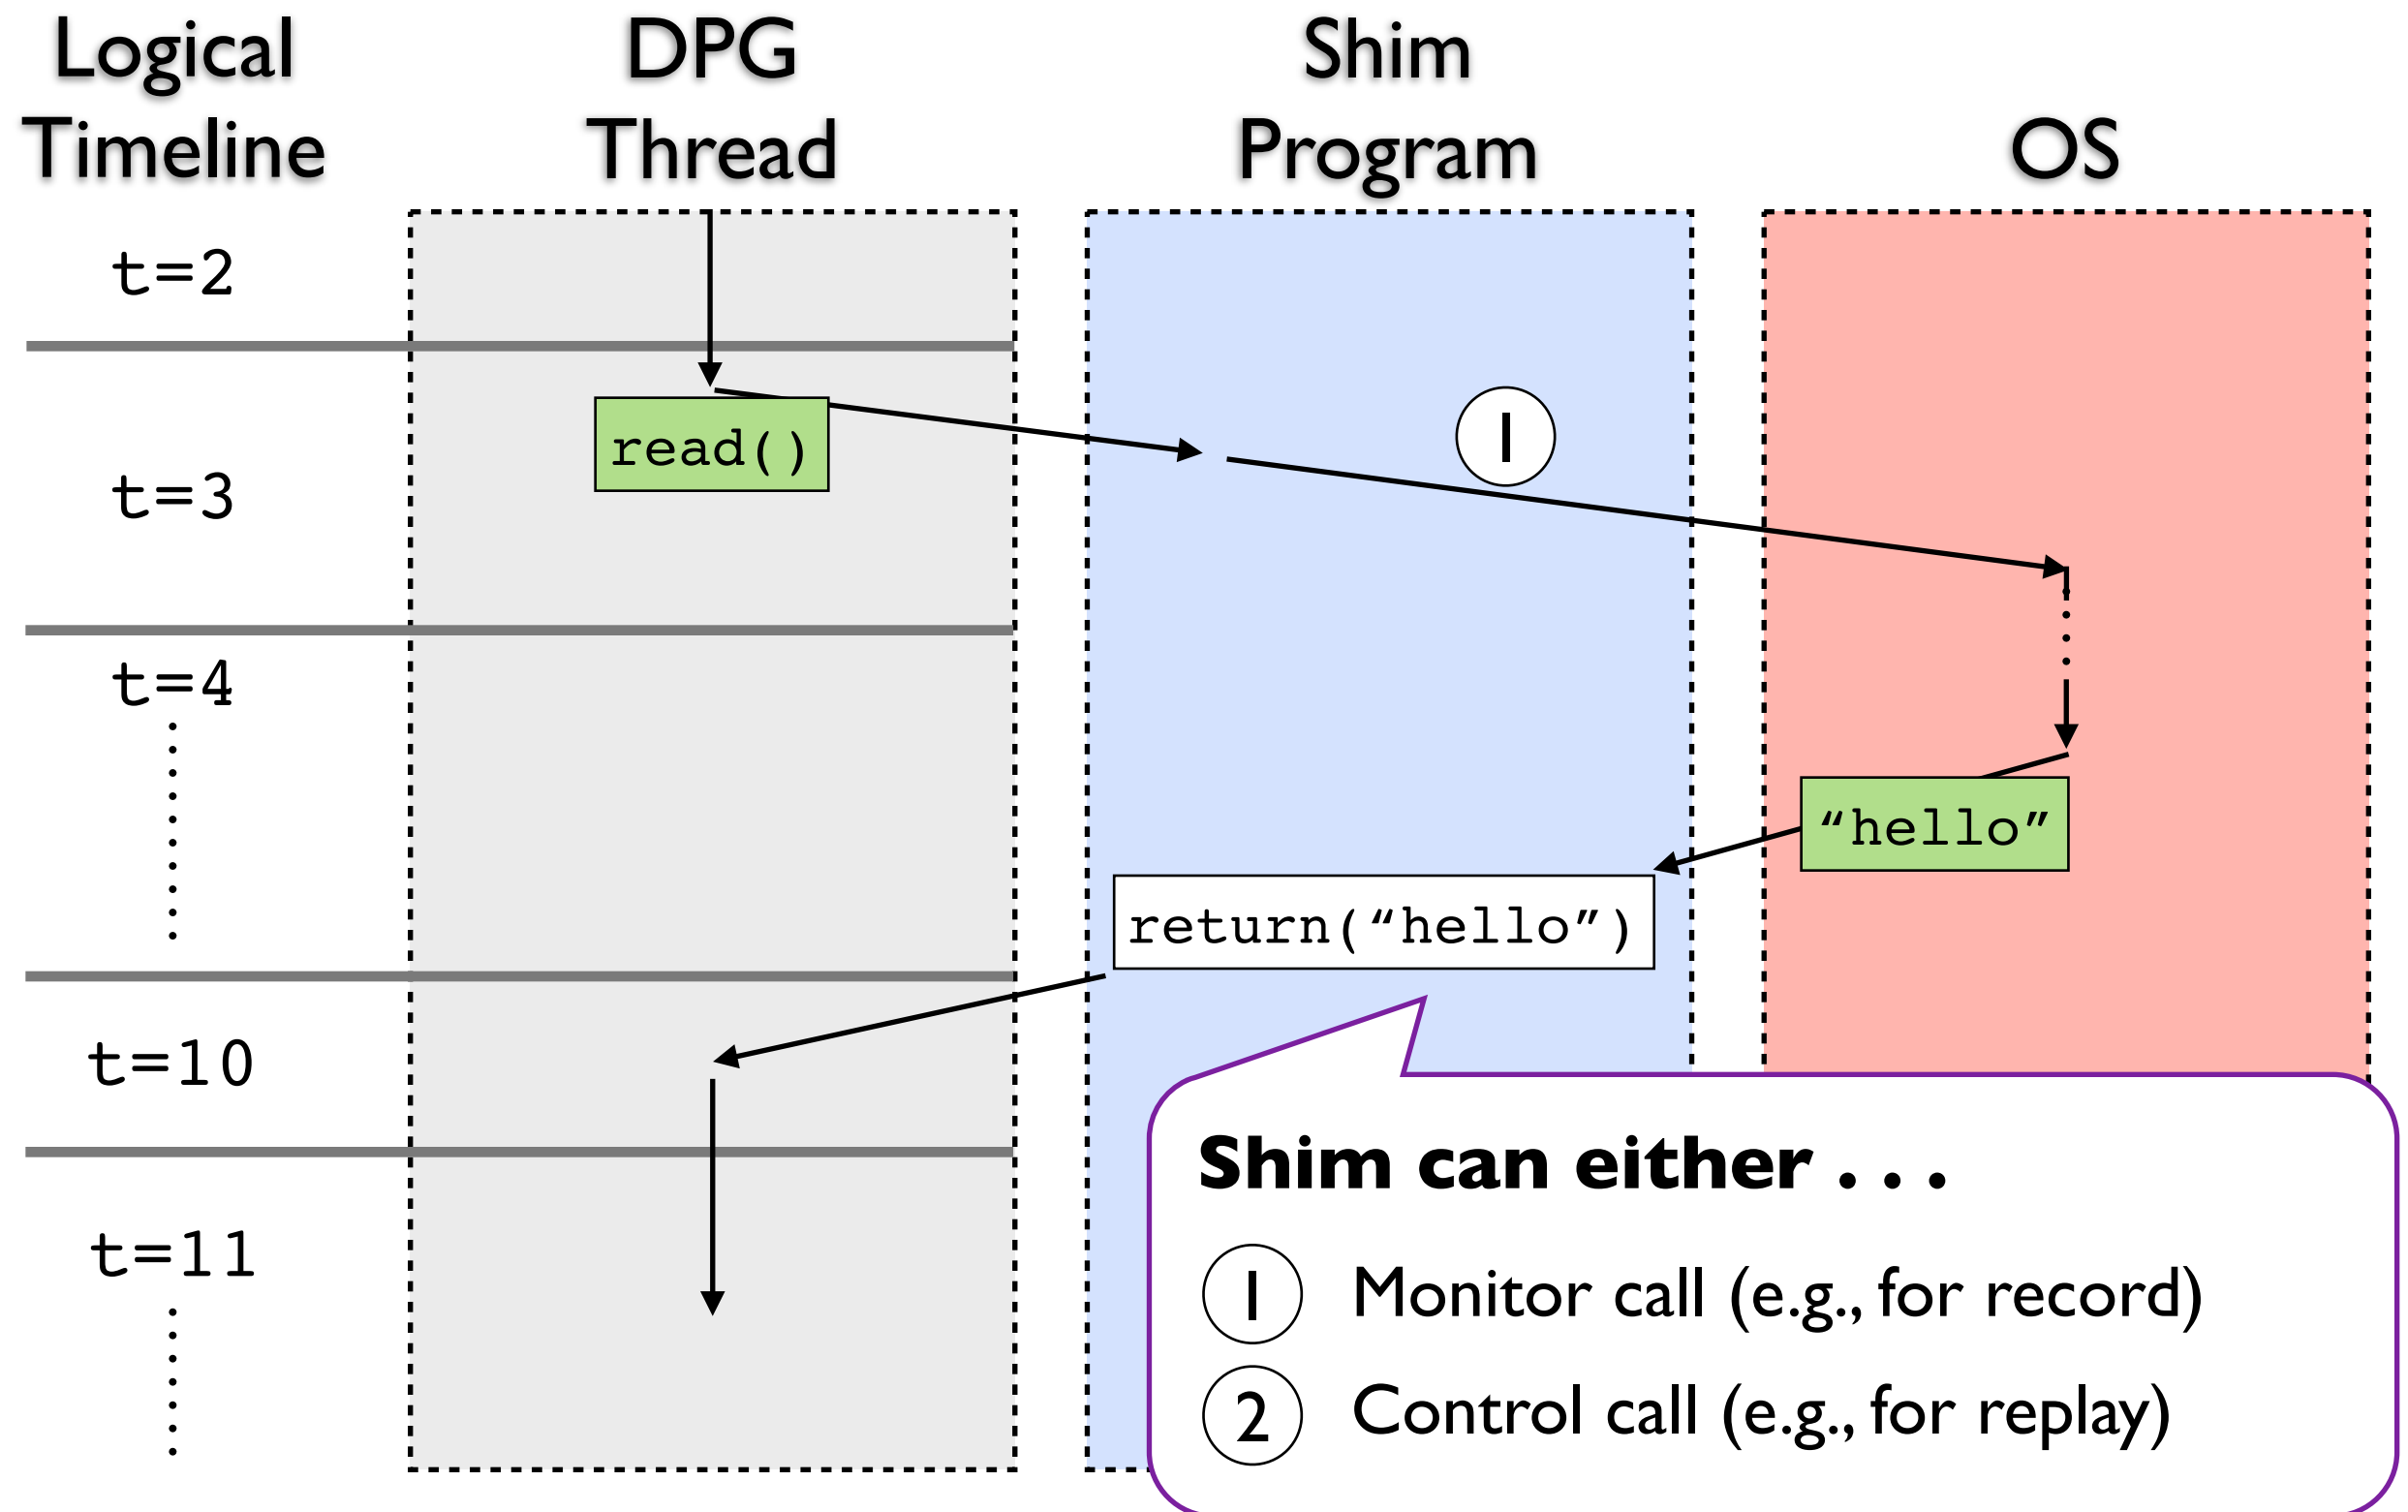 Logical
Timeline
DPG
Thread
Shim
Program
OS
t=2
read()
1
t=3
t=4
“hello”
return(“hello”)
t=10
t=11
Shim can either . . .
1 Monitor call (e.g., for record)
2 Control call (e.g., for replay)